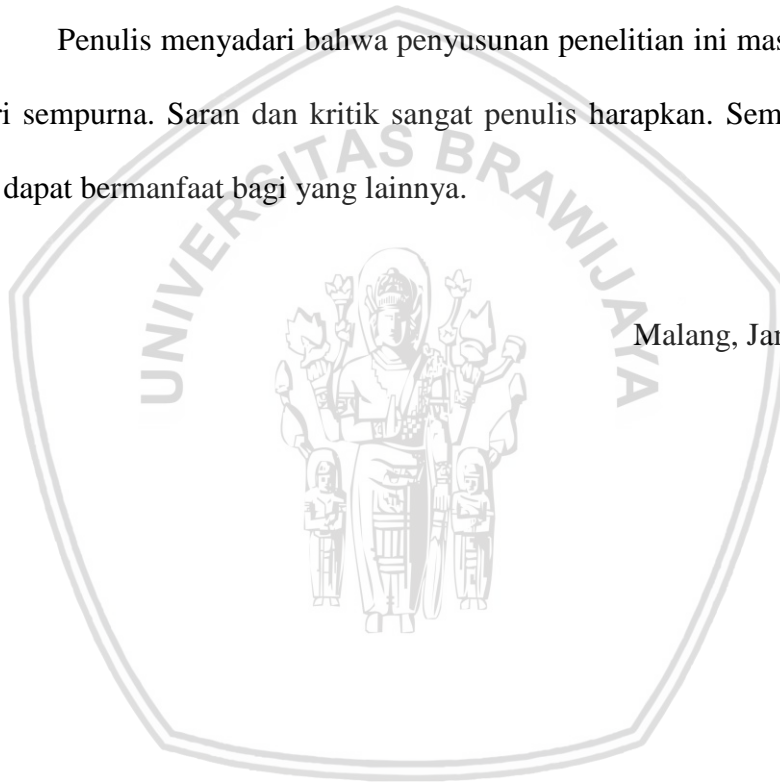 Penulis menyadari bahwa penyusunan penelitian ini mas
ri sempurna. Saran dan kritik sangat penulis harapkan. Sem
dapat bermanfaat bagi yang lainnya.
UNIVERSITAS BRAWIJAYA
Malang, Jan